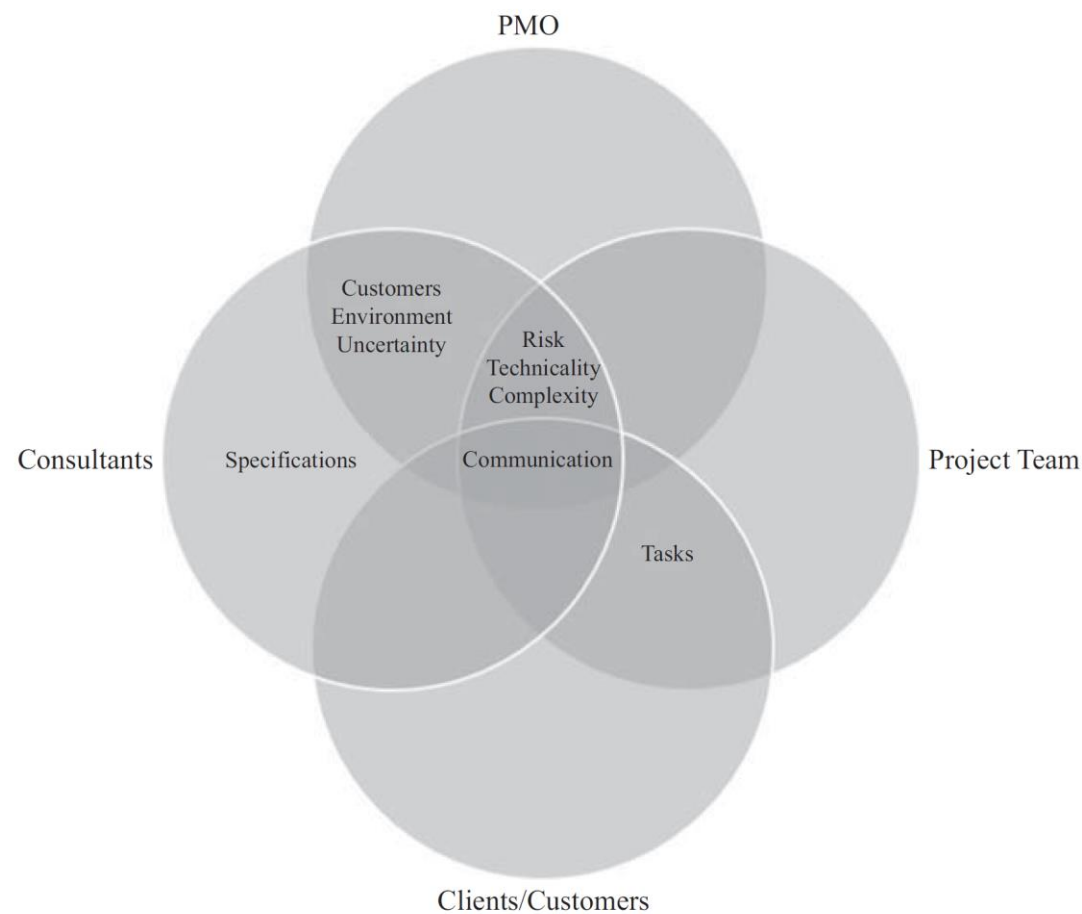 PMO
Customers
Environment
Uncertainty
Risk
Technicality
Complexity
Consultants
Specifications
Communication
Project Team
Tasks
Clients/Customers